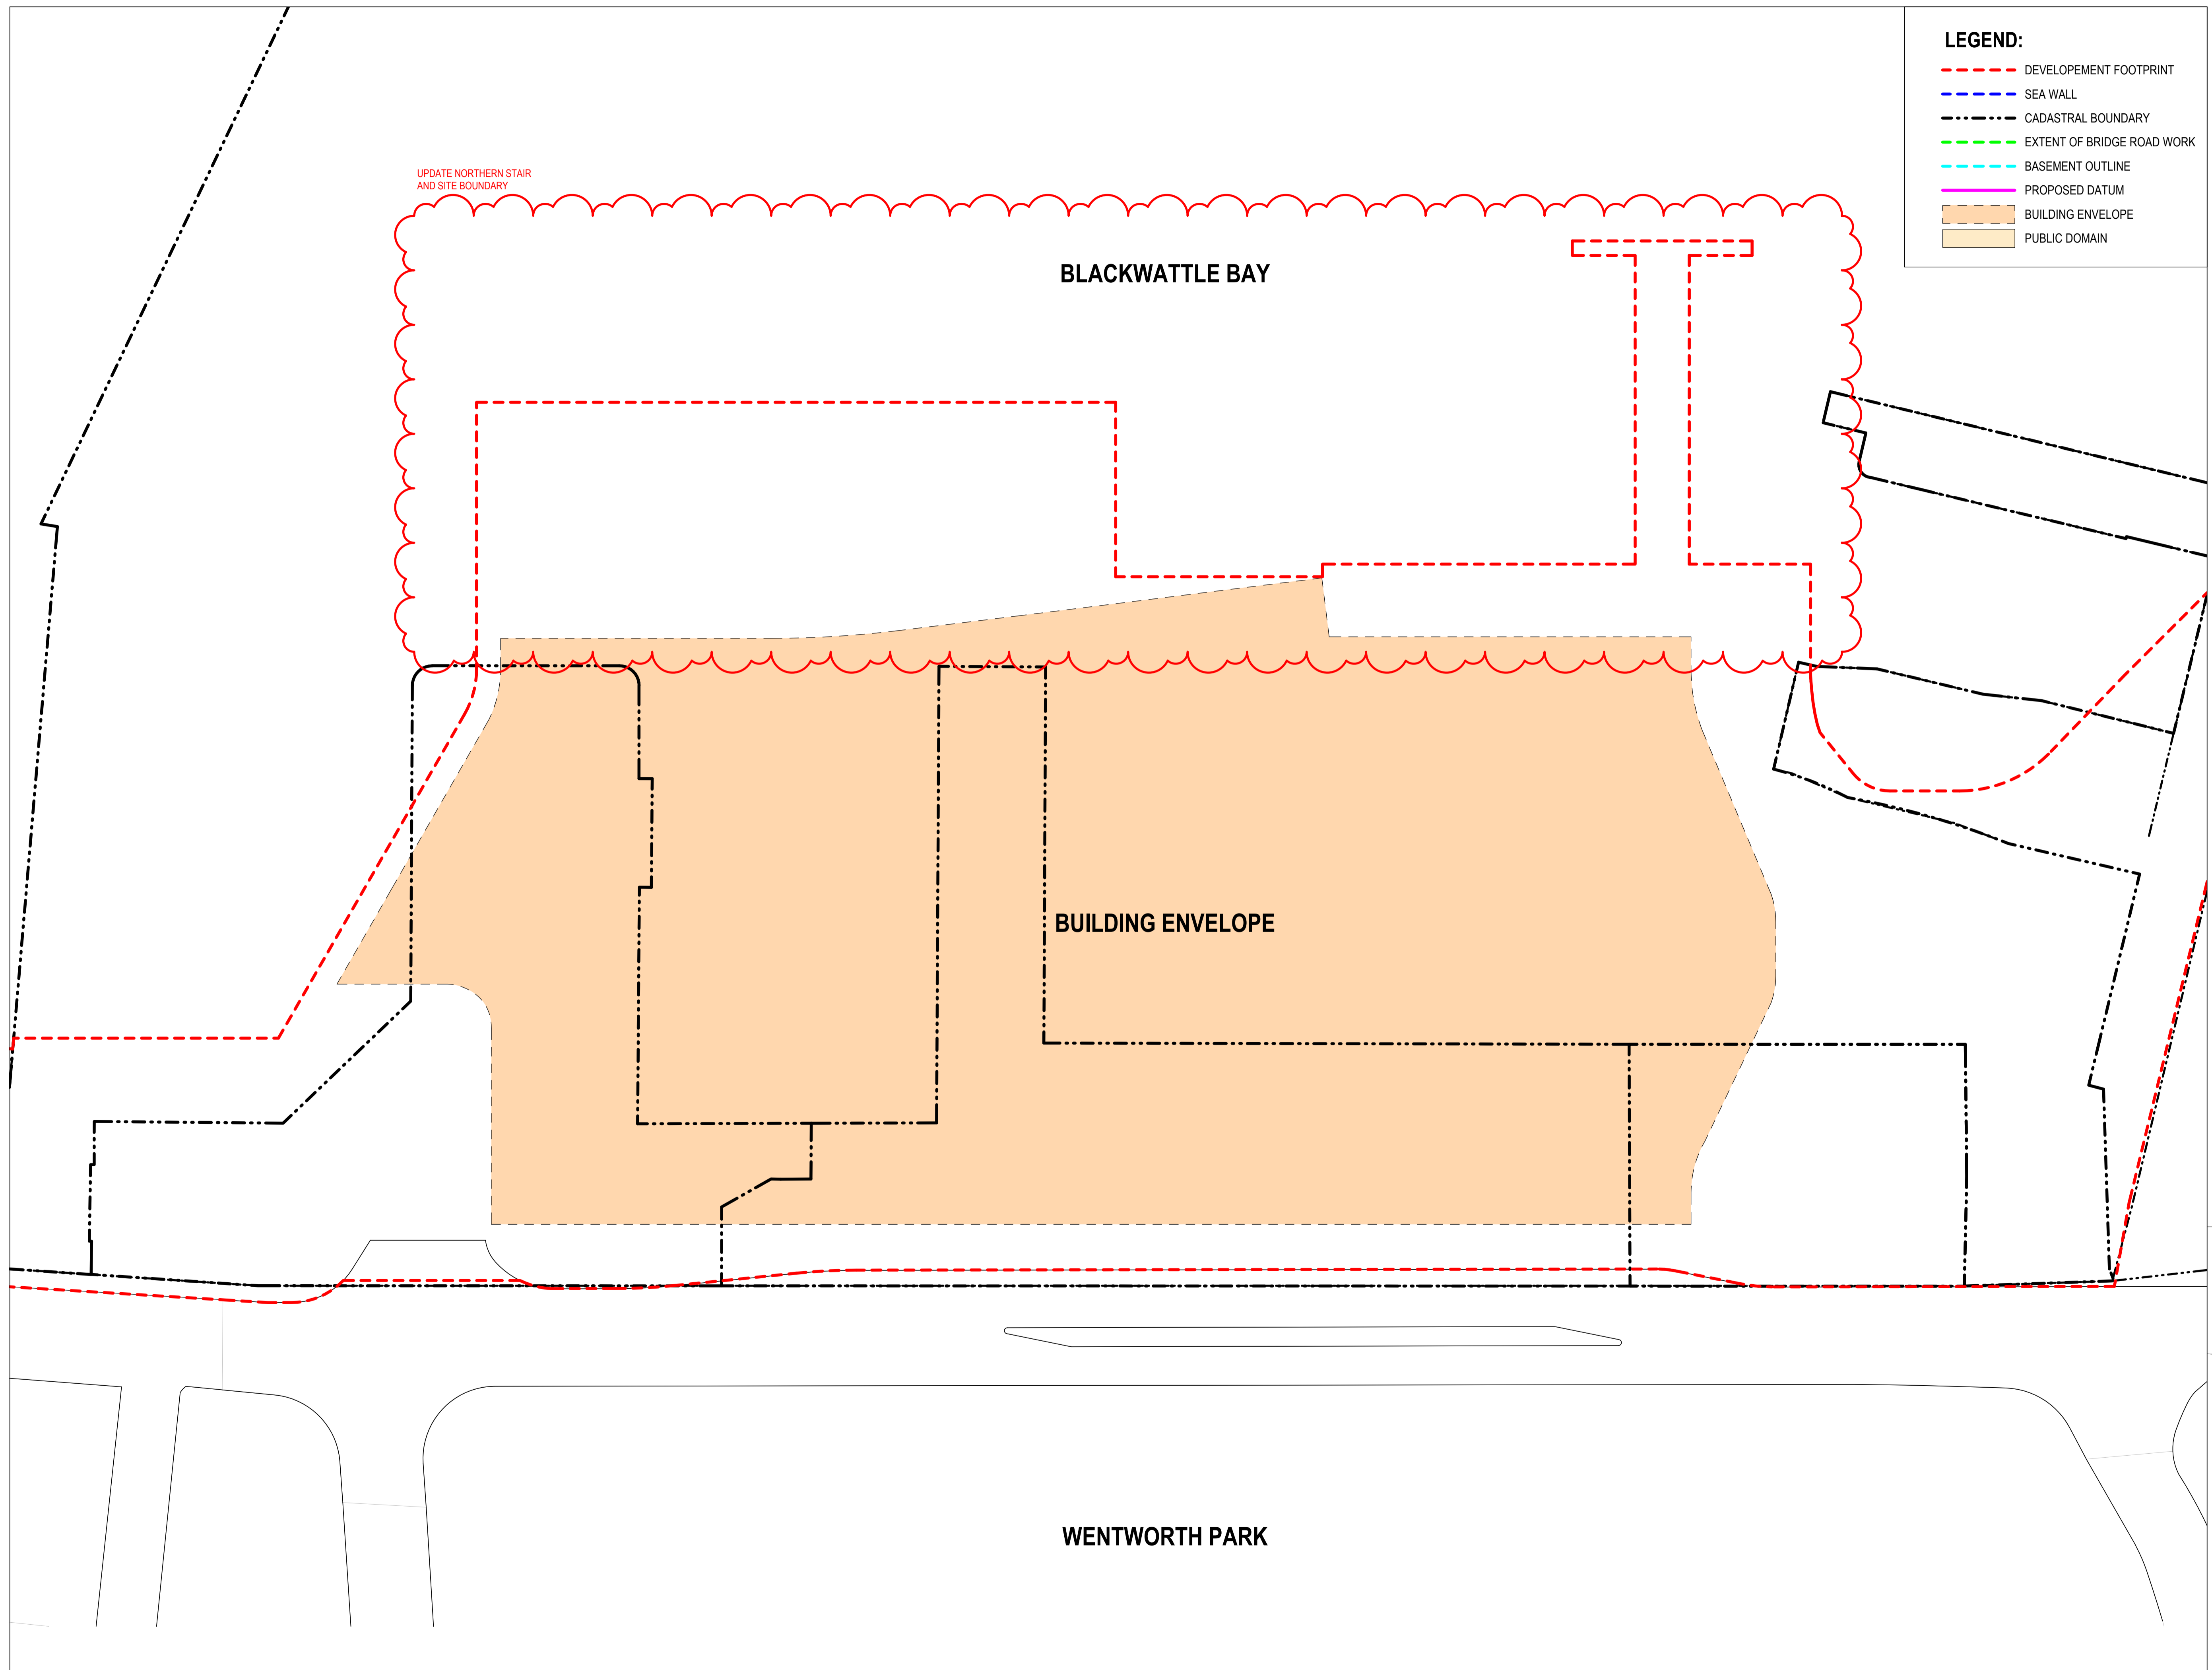 LEGEND:
DEVELOPEMENT FOOTPRINT
SEA WALL
CADASTRAL BOUNDARY
EXTENT OF BRIDGE ROAD WORK
BASEMENT OUTLINE
PROPOSED DATUM
BUILDING ENVELOPE
PUBLIC DOMAIN
UPDATE NORTHERN STAIR
AND SITE BOUNDARY
BLACKWATTLE BAY
BUILDING ENVELOPE
WENTWORTH PARK